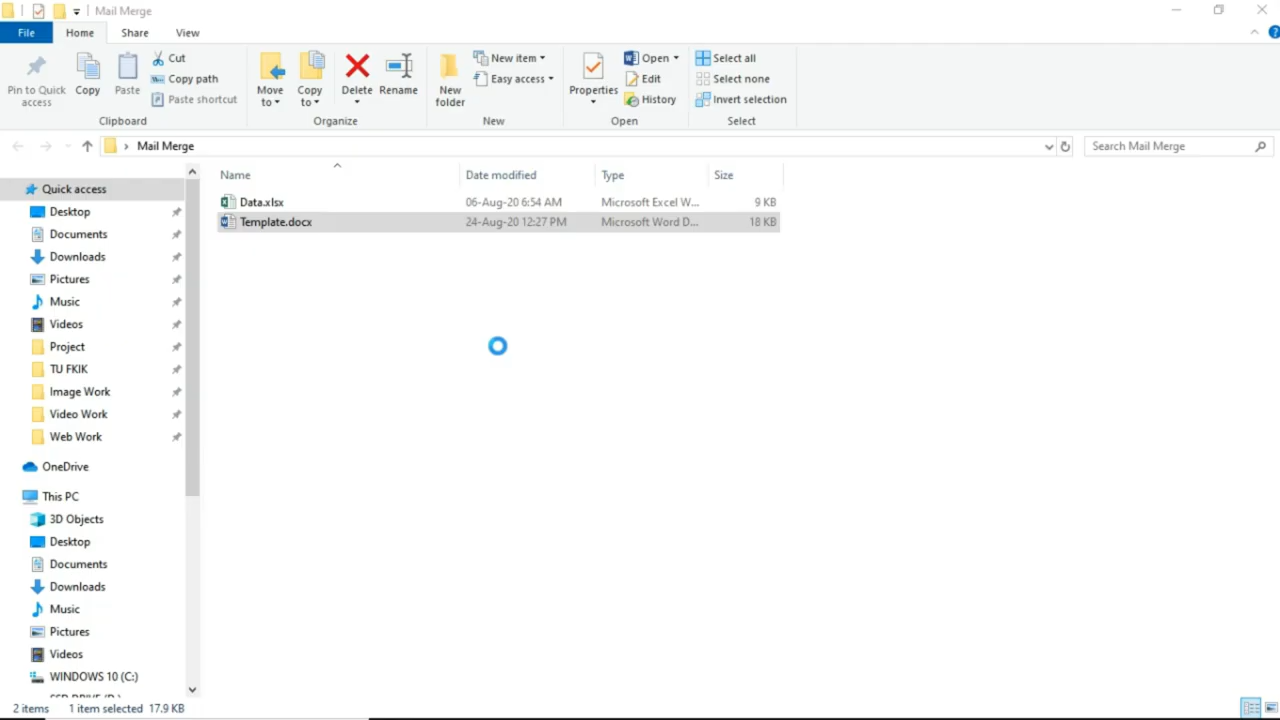 Mail Merge
File Home Share View
Pin to Quick access
Copy
Paste
Cut
Copy path
Paste shortcut
Clipboard
Move to
Copy to
Delete
Rename
Organize
New folder
New item
Easy access
New
Properties
Open
Edit
History
Open
Select all
Select none
Invert selection
Select
Mail Merge
Search Mail Merge
Name Date modified Type Size
Data.xlsx 06-Aug-20 6:54 AM Microsoft Excel W... 9 KB
Template.docx 24-Aug-20 12:27 PM Microsoft Word D... 18 KB
Quick access
Desktop
Documents
Downloads
Pictures
Music
Videos
Project
TU FKIK
Image Work
Video Work
Web Work
OneDrive
This PC
3D Objects
Desktop
Documents
Downloads
Music
Pictures
Videos
WINDOWS 10 (C:)
2 items 1 item selected 17.9 KB